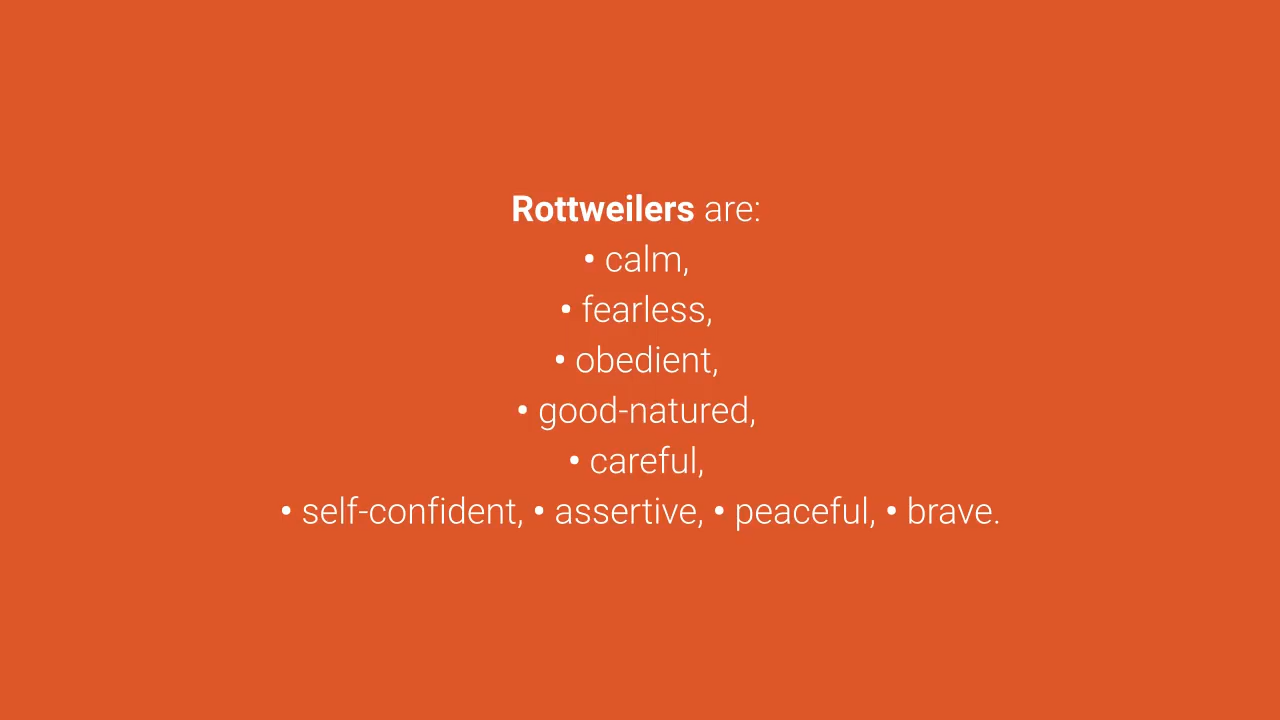 Rottweilers are:
• calm,
• fearless,
• obedient,
• good-natured,
• careful,
• self-confident, • assertive, • peaceful, • brave.